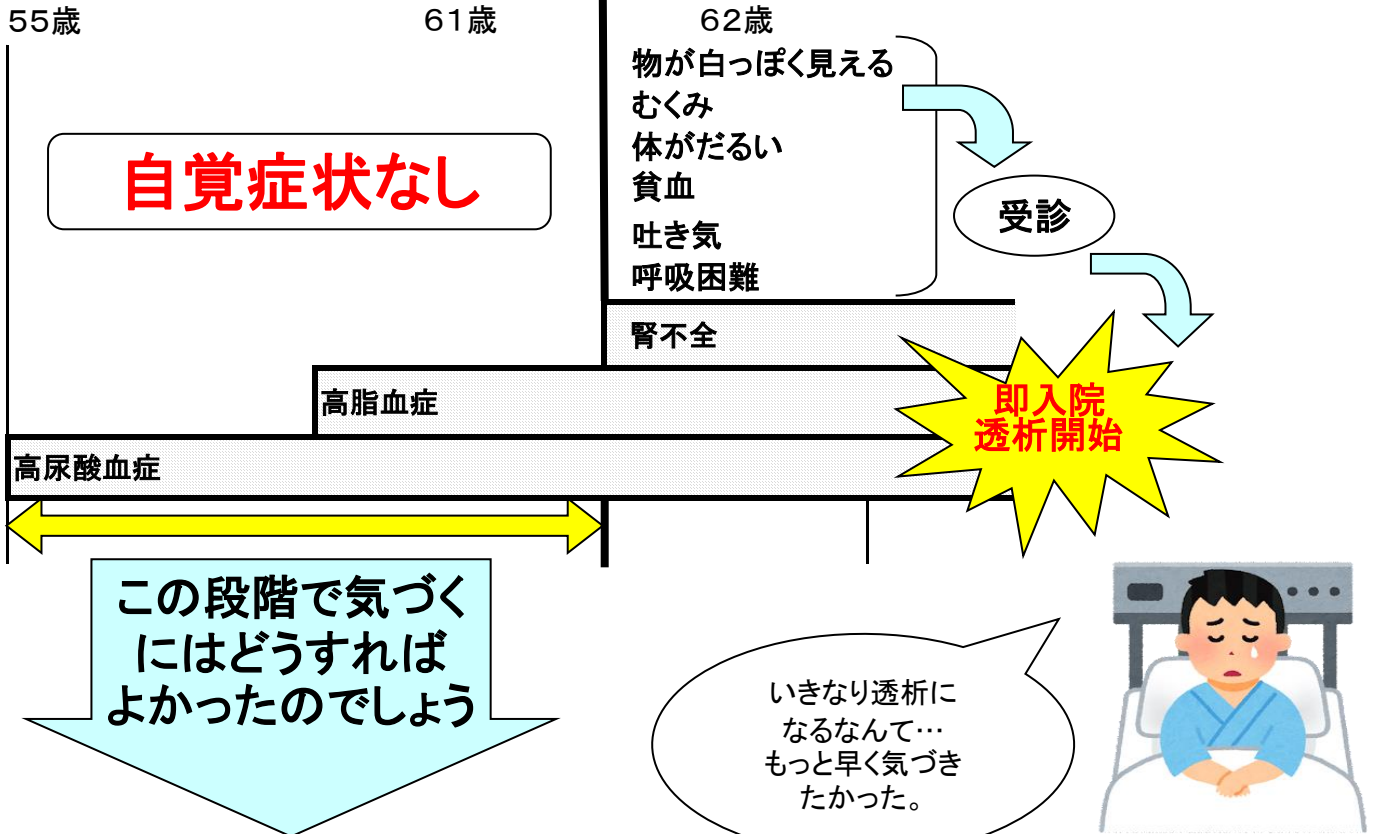 55歳
61歳
62歳
自覚症状なし
物が白っぽく見える
むくみ
体がだるい
貧血
吐き気
呼吸困難
受診
腎不全
高脂血症
高尿酸血症
即入院
透析開始
この段階で気づく
にはどうすれば
よかったのでしょう
いきなり透析に
なるなんて…
もっと早く気づき
たかった。